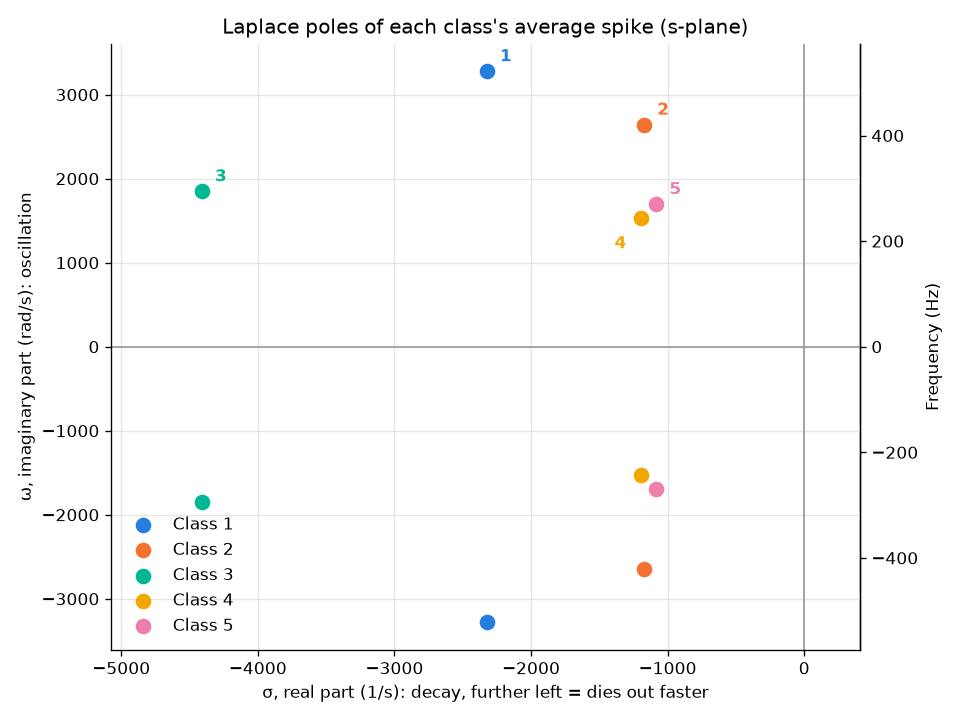 Laplace poles of each class's average spike (s-plane)
1
2
3
5
4
3000
2000
1000
0
−1000
−2000
−3000
ω, imaginary part (rad/s): oscillation
400
200
0
−200
−400
Frequency (Hz)
Class 1
Class 2
Class 3
Class 4
Class 5
−5000 −4000 −3000 −2000 −1000 0
σ, real part (1/s): decay, further left = dies out faster